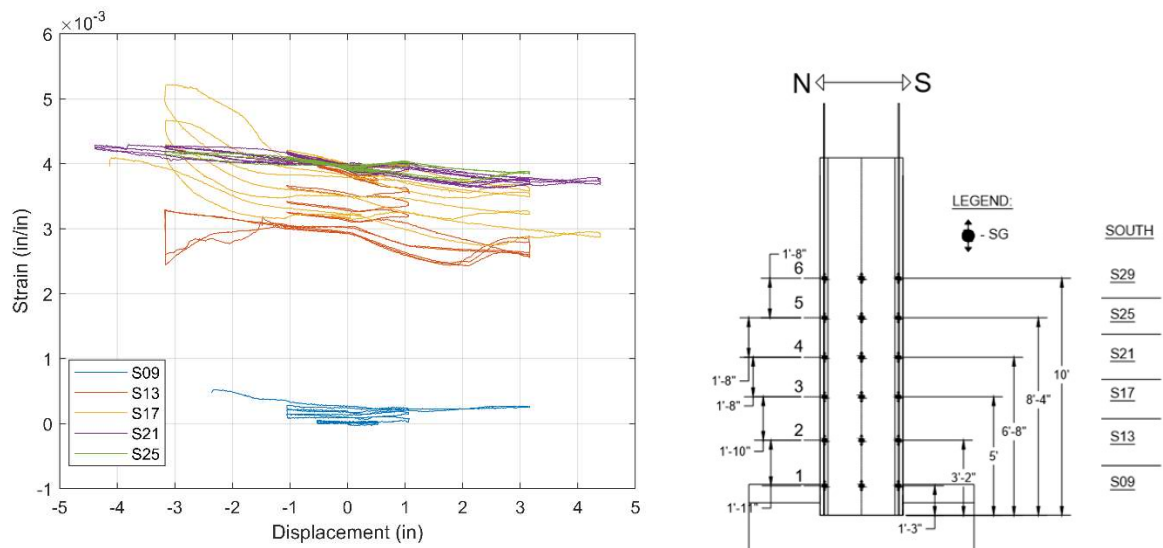 ×10⁻³
6
5
4
3
2
1
0
-1
Strain (in/in)
-5 -4 -3 -2 -1 0 1 2 3 4 5
Displacement (in)
S09
S13
S17
S21
S25
N S
LEGEND:
- SG
SOUTH
1'-8"
6 S29
5 S25
4 S21
3 S17
2 S13
1 S09
1'-8"
1'-8"
1'-10"
1'-11"
10'
8'-4"
6'-8"
5'
3'-2"
1'-3"